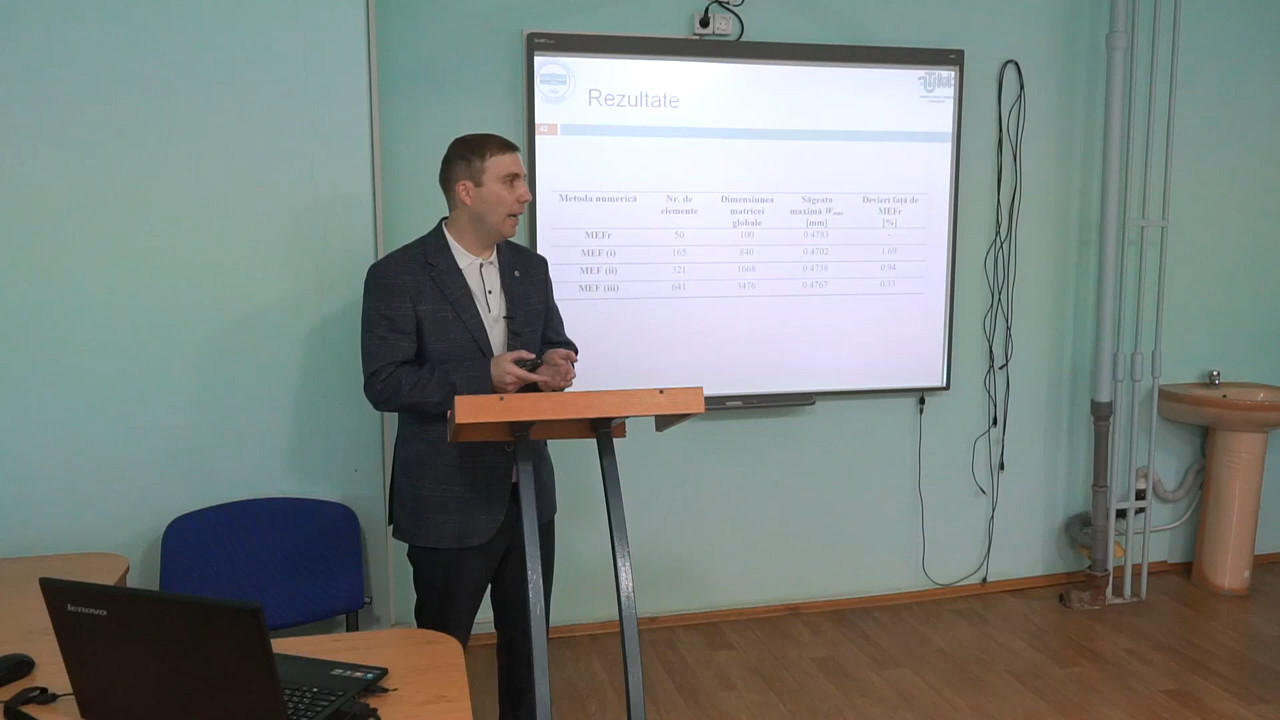 Rezultate
42
Metoda numerică Nr. de elemente Dimensiunea matricei globale Săgeata maximă Wmax [mm] Devieri față de MEFr [%]
MEFr 50 100 0.4783 -
MEF (i) 165 840 0.4702 1.69
MEF (ii) 321 1668 0.4738 0.94
MEF (iii) 641 3476 0.4767 0.33
lenovo